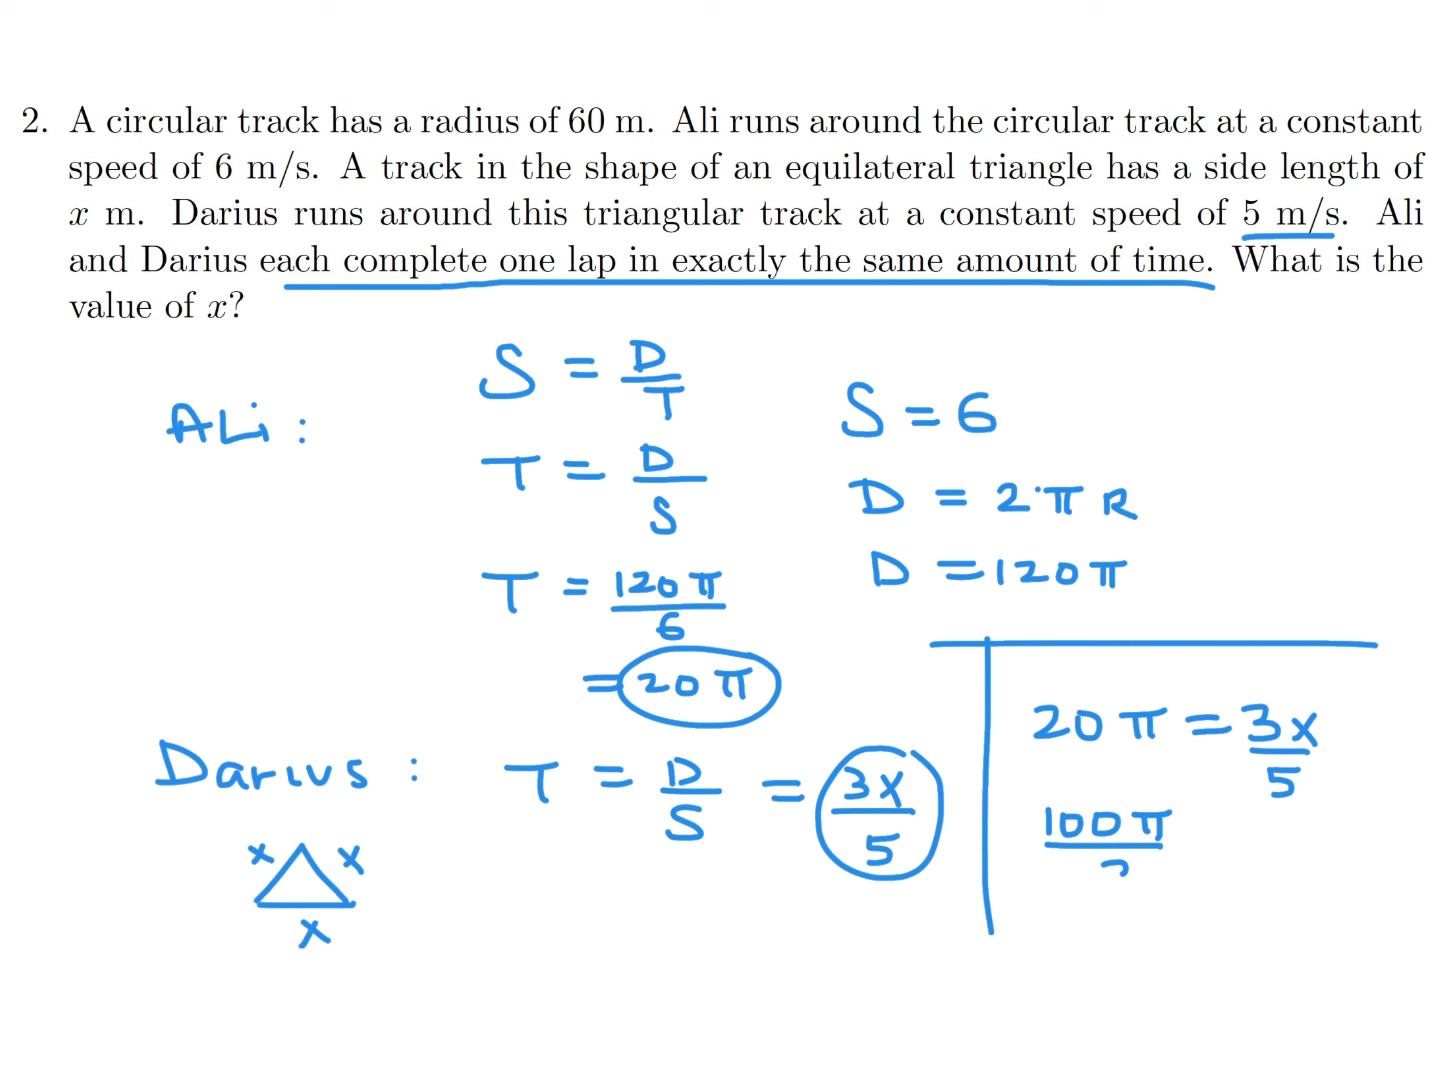 2. A circular track has a radius of 60 m. Ali runs around the circular track at a constant
speed of 6 m/s. A track in the shape of an equilateral triangle has a side length of
x m. Darius runs around this triangular track at a constant speed of 5 m/s. Ali
and Darius each complete one lap in exactly the same amount of time. What is the
value of x?
ALi :
S = D/T
T = D/S
T = 120π/6
= 20π
S = 6
D = 2·πR
D = 120π
Darius : T = D/S = 3x/5
x x
x
20π = 3x/5
100π